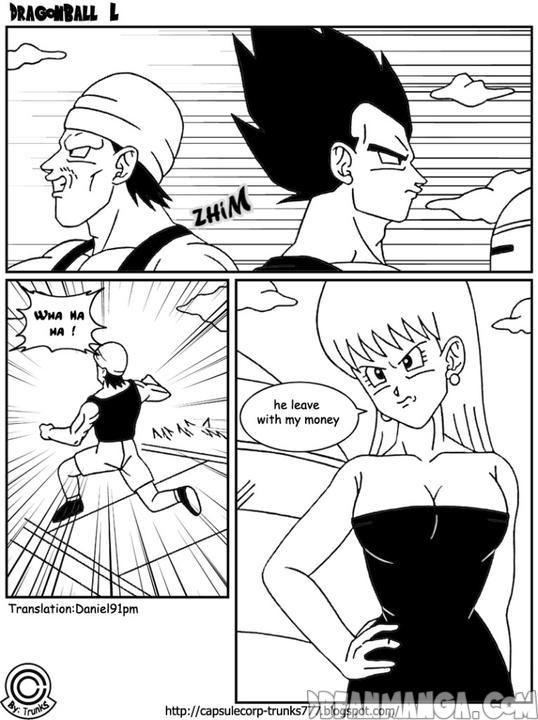 DRAGONBALL L
ZHIM
WHA HA
HA !
he leave
with my money
Translation:Daniel91pm
C
By: Trunks
http://capsulecorp-trunks777.blogspot.com/
DREAMMANGA.COM